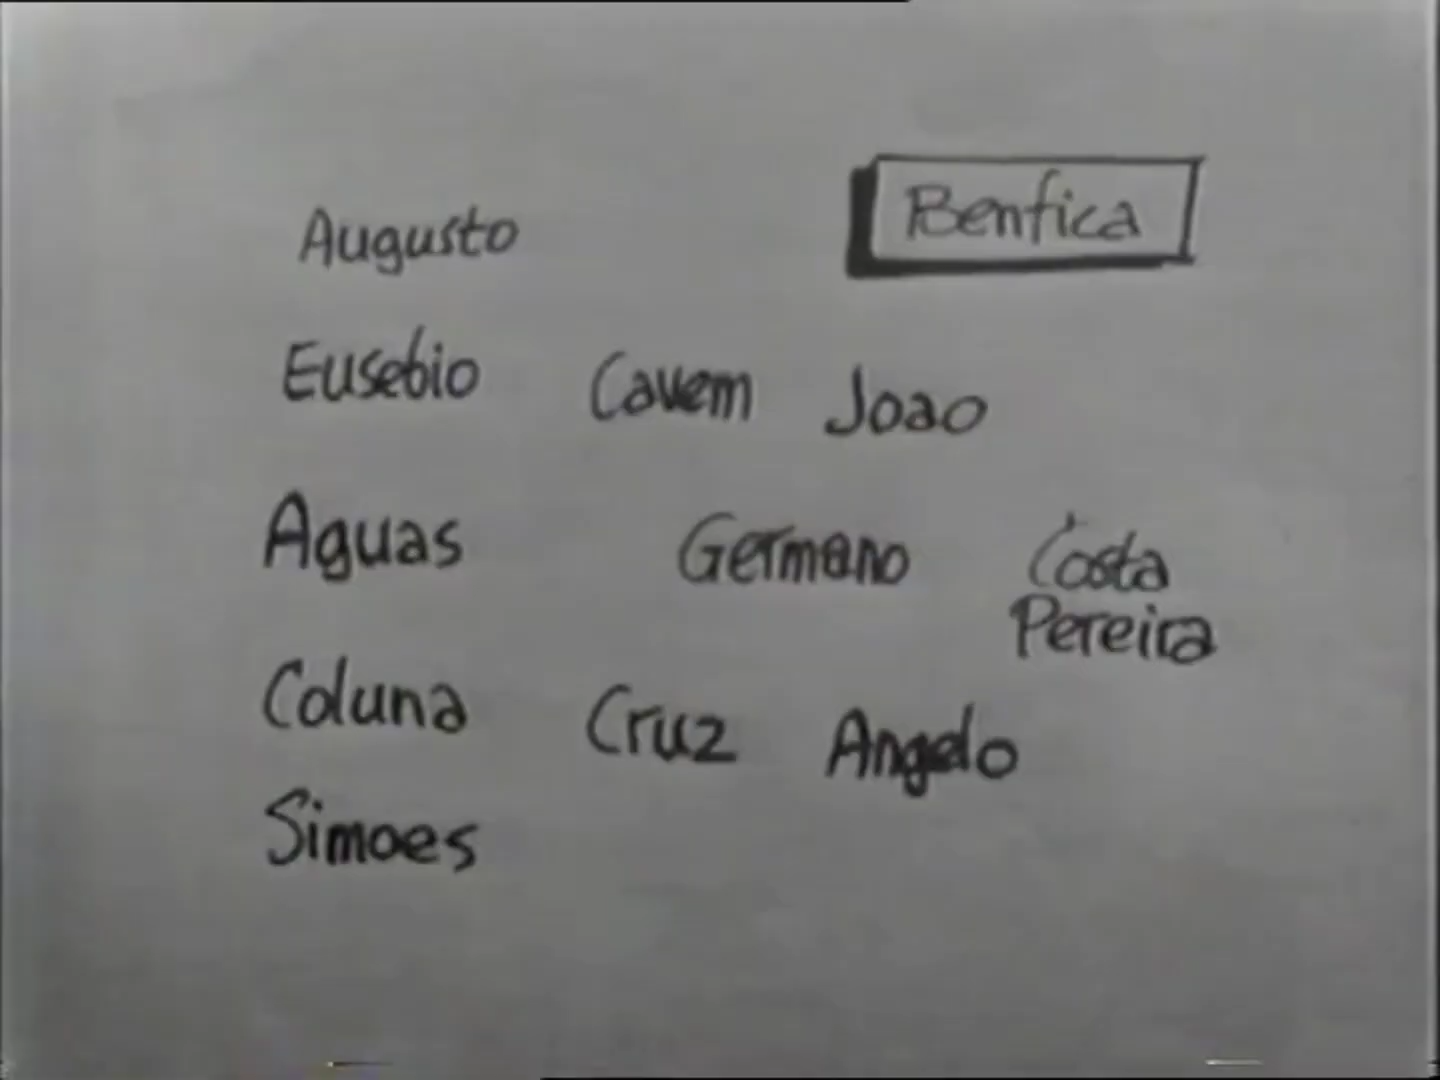 Benfica
Augusto
Eusebio Cavem Joao
Aguas Germano Costa
Pereira
Coluna Cruz Angelo
Simoes